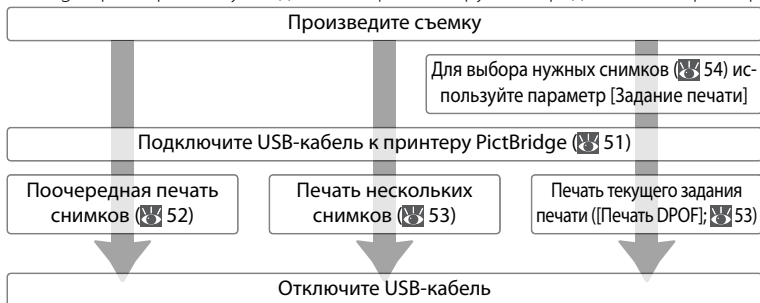 Произведите съемку
Для выбора нужных снимков (54) ис-
пользуйте параметр [Задание печати]
Подключите USB-кабель к принтеру PictBridge (51)
Поочередная печать
снимков (52)
Печать нескольких
снимков (53)
Печать текущего задания
печати ([Печать DPOF]; 53)
Отключите USB-кабель